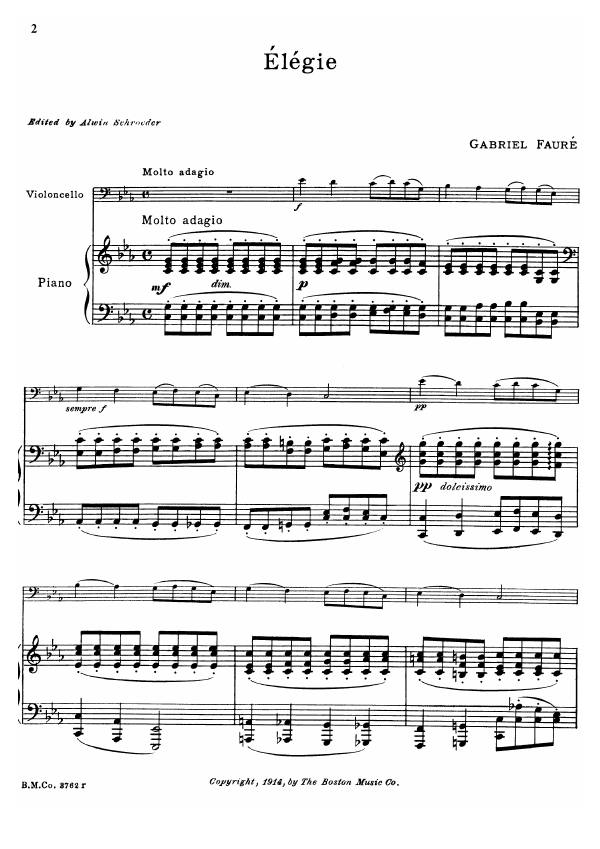 2
Élégie
Edited by Alwin Schroeder
GABRIEL FAURÉ
Molto adagio
Violoncello
f
Molto adagio
Piano
mf
dim.
p
sempre f
pp
pp dolcissimo
B.M.Co. 3762 r
Copyright, 1914, by The Boston Music Co.